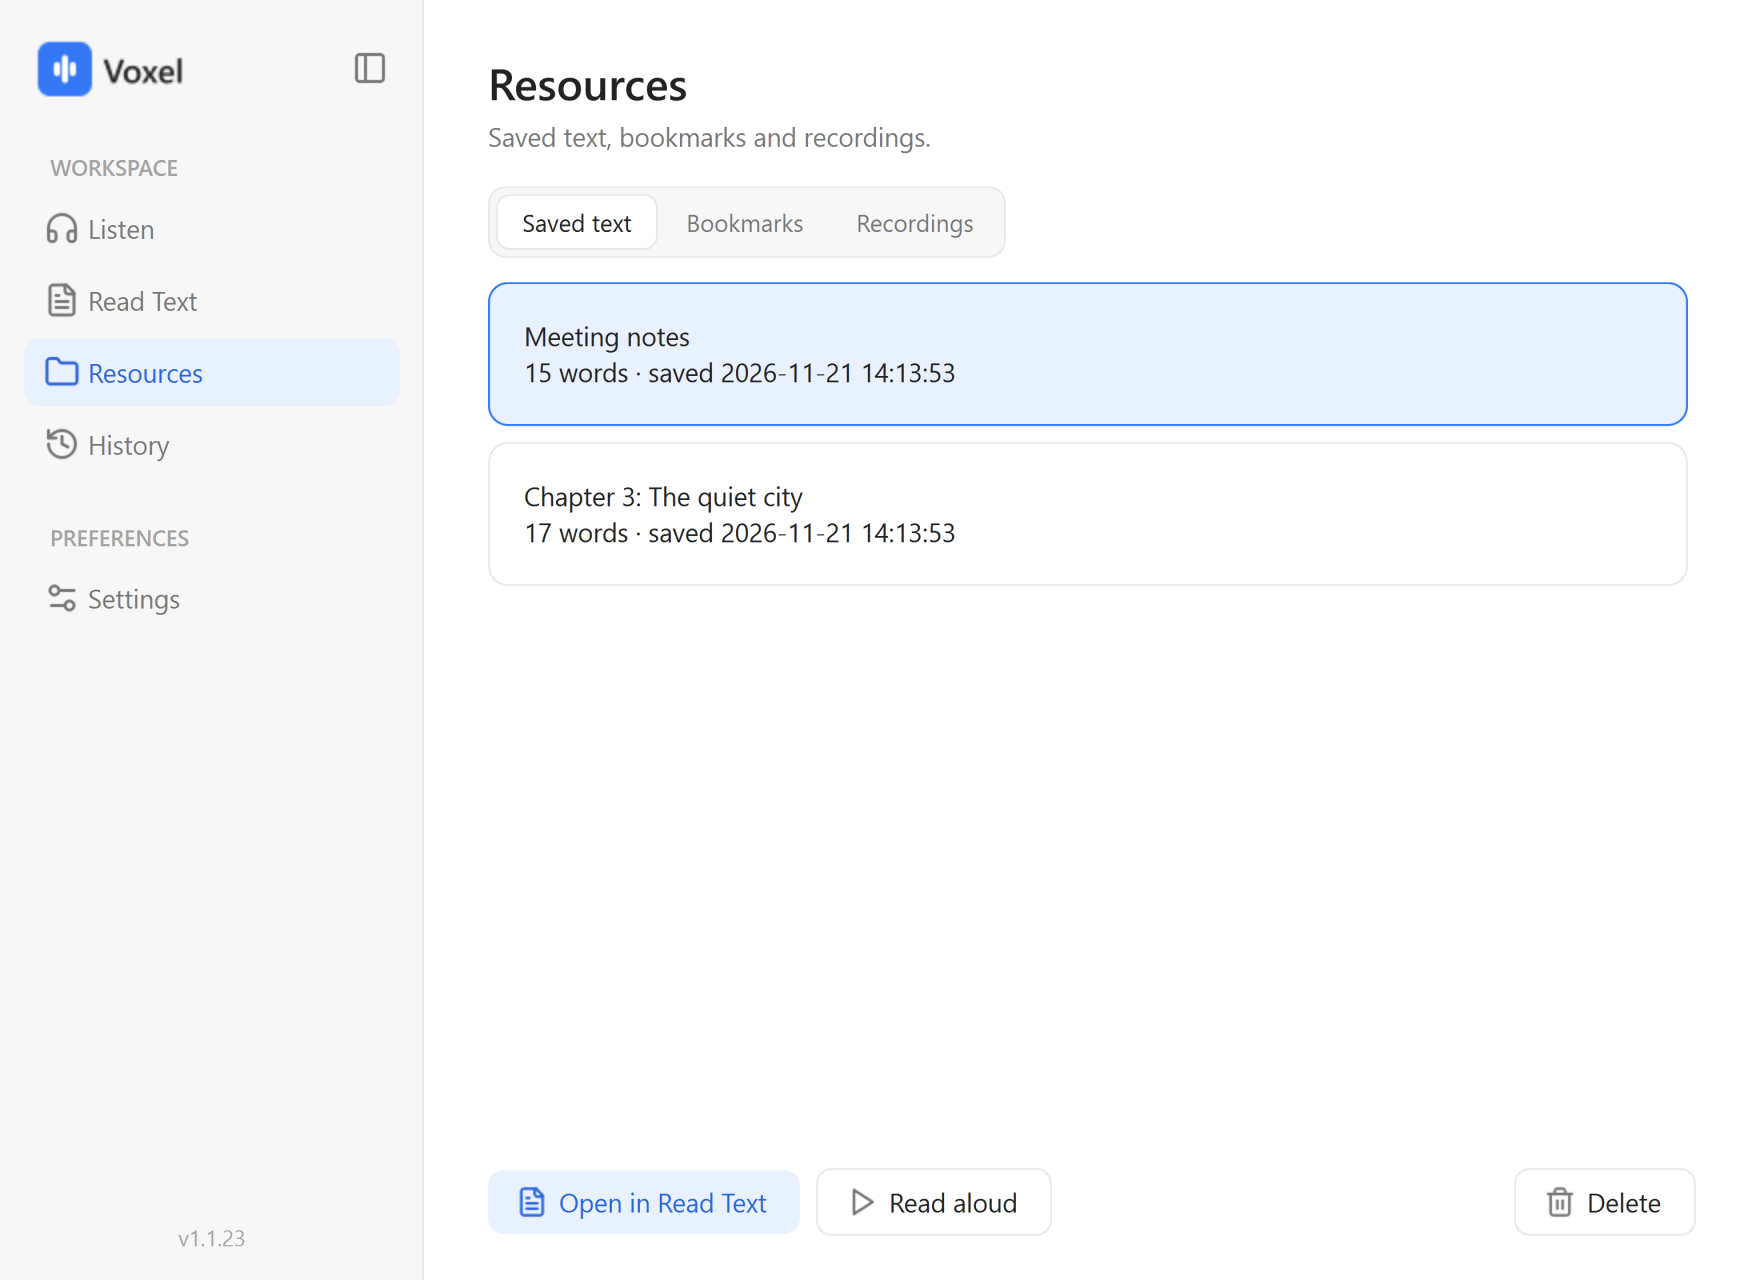 Voxel
WORKSPACE
Listen
Read Text
Resources
History
PREFERENCES
Settings
v1.1.23
Resources
Saved text, bookmarks and recordings.
Saved text
Bookmarks
Recordings
Meeting notes
15 words · saved 2026-11-21 14:13:53
Chapter 3: The quiet city
17 words · saved 2026-11-21 14:13:53
Open in Read Text
Read aloud
Delete